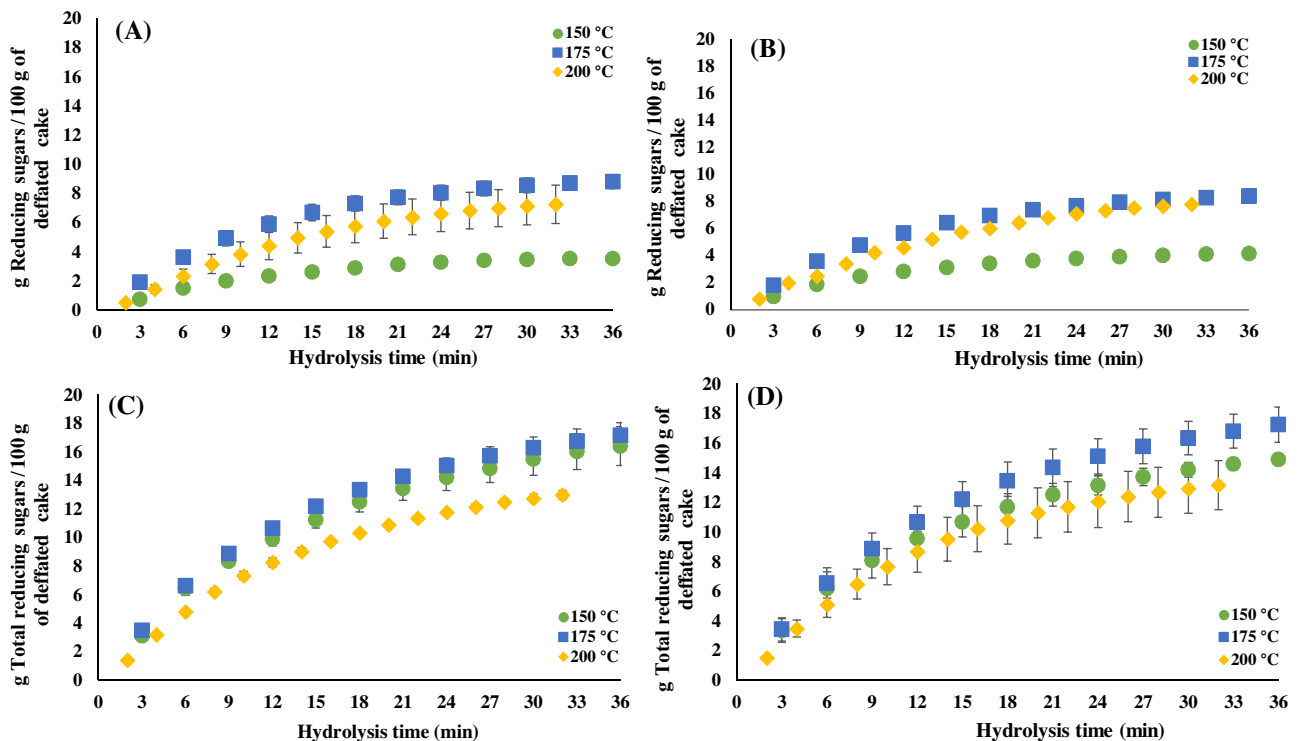 (A)
150 °C
175 °C
200 °C
g Reducing sugars / 100 g of
deffated cake
20
18
16
14
12
10
8
6
4
2
0
0 3 6 9 12 15 18 21 24 27 30 33 36
Hydrolysis time (min)
(B)
150 °C
175 °C
200 °C
g Reducing sugars / 100 g of
deffated cake
20
18
16
14
12
10
8
6
4
2
0
0 3 6 9 12 15 18 21 24 27 30 33 36
Hydrolysis time (min)
(C)
150 °C
175 °C
200 °C
g Total reducing sugars / 100 g
of deffated cake
20
18
16
14
12
10
8
6
4
2
0
0 3 6 9 12 15 18 21 24 27 30 33 36
Hydrolysis time (min)
(D)
150 °C
175 °C
200 °C
g Total reducing sugars / 100 g of
deffated cake
20
18
16
14
12
10
8
6
4
2
0
0 3 6 9 12 15 18 21 24 27 30 33 36
Hydrolysis time (min)